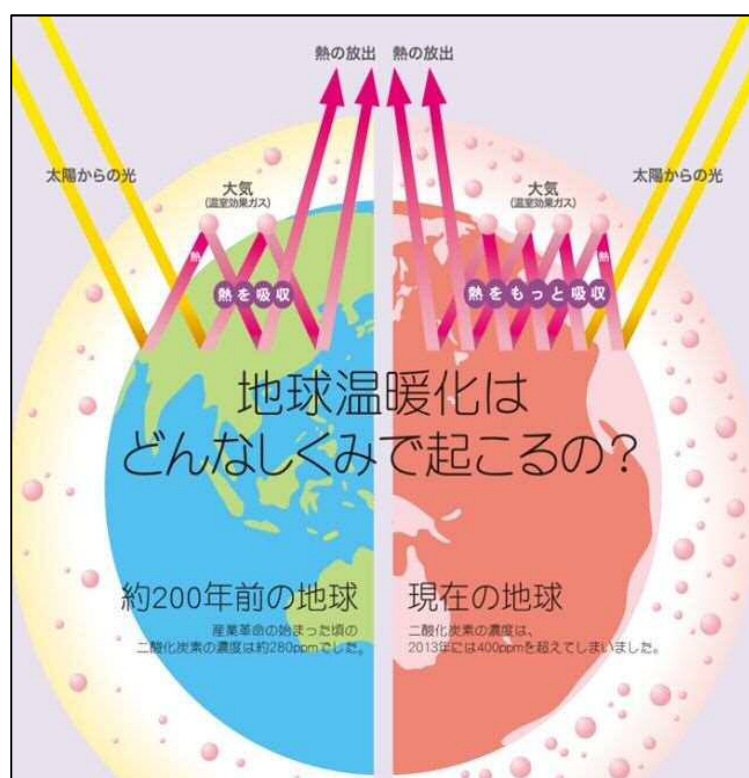 熱の放出
熱の放出
太陽からの光
大気
(温室効果ガス)
熱
熱を吸収
大気
(温室効果ガス)
太陽からの光
熱
熱をもっと吸収
地球温暖化は
どんなしくみで起こるの？
約200年前の地球
産業革命の始まった頃の
二酸化炭素の濃度は約280ppmでした。
現在の地球
二酸化炭素の濃度は、
2013年には400ppmを超えてしまいました。